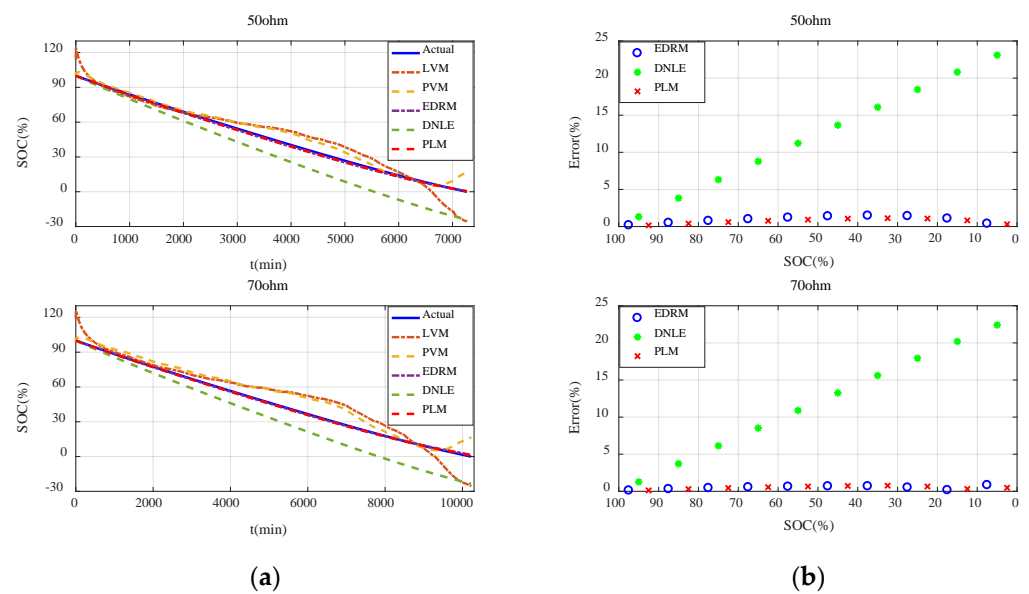 50ohm
120
90
60
30
0
-30
SOC(%)
0 1000 2000 3000 4000 5000 6000 7000
t(min)
Actual
LVM
PVM
EDRM
DNLE
PLM
50ohm
25
20
15
10
5
0
Error(%)
100 90 80 70 60 50 40 30 20 10 0
SOC(%)
EDRM
DNLE
PLM
70ohm
120
90
60
30
0
-30
SOC(%)
0 2000 4000 6000 8000 10000
t(min)
Actual
LVM
PVM
EDRM
DNLE
PLM
70ohm
25
20
15
10
5
0
Error(%)
100 90 80 70 60 50 40 30 20 10 0
SOC(%)
EDRM
DNLE
PLM
(a)
(b)